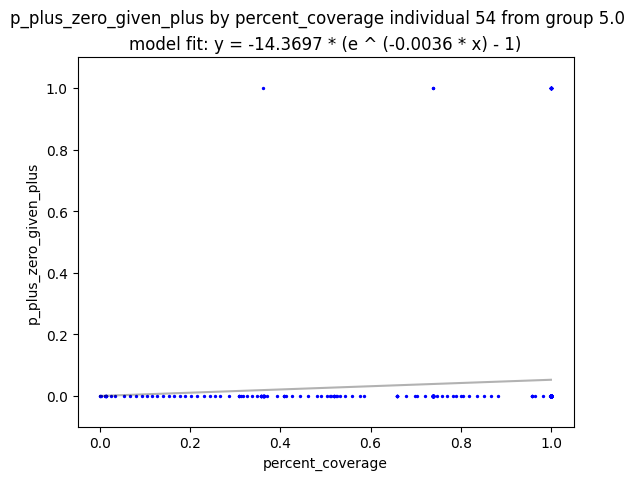 p_plus_zero_given_plus by percent_coverage individual 54 from group 5.0
model fit: y = -14.3697 * (e ^ (-0.0036 * x) - 1)
1.0
0.8
0.6
0.4
0.2
0.0
p_plus_zero_given_plus
0.0 0.2 0.4 0.6 0.8 1.0
percent_coverage